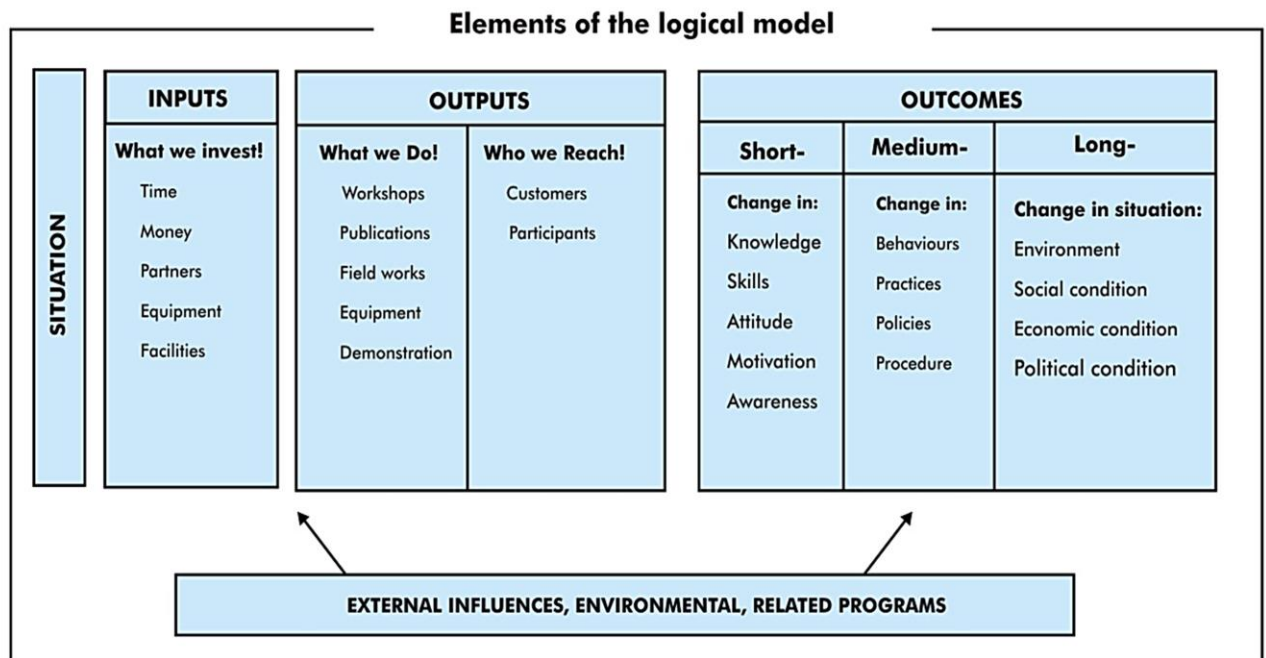 Elements of the logical model
SITUATION
INPUTS
What we invest!
Time
Money
Partners
Equipment
Facilities
OUTPUTS
What we Do!
Workshops
Publications
Field works
Equipment
Demonstration
Who we Reach!
Customers
Participants
OUTCOMES
Short-
Change in:
Knowledge
Skills
Attitude
Motivation
Awareness
Medium-
Change in:
Behaviours
Practices
Policies
Procedure
Long-
Change in situation:
Environment
Social condition
Economic condition
Political condition
EXTERNAL INFLUENCES, ENVIRONMENTAL, RELATED PROGRAMS